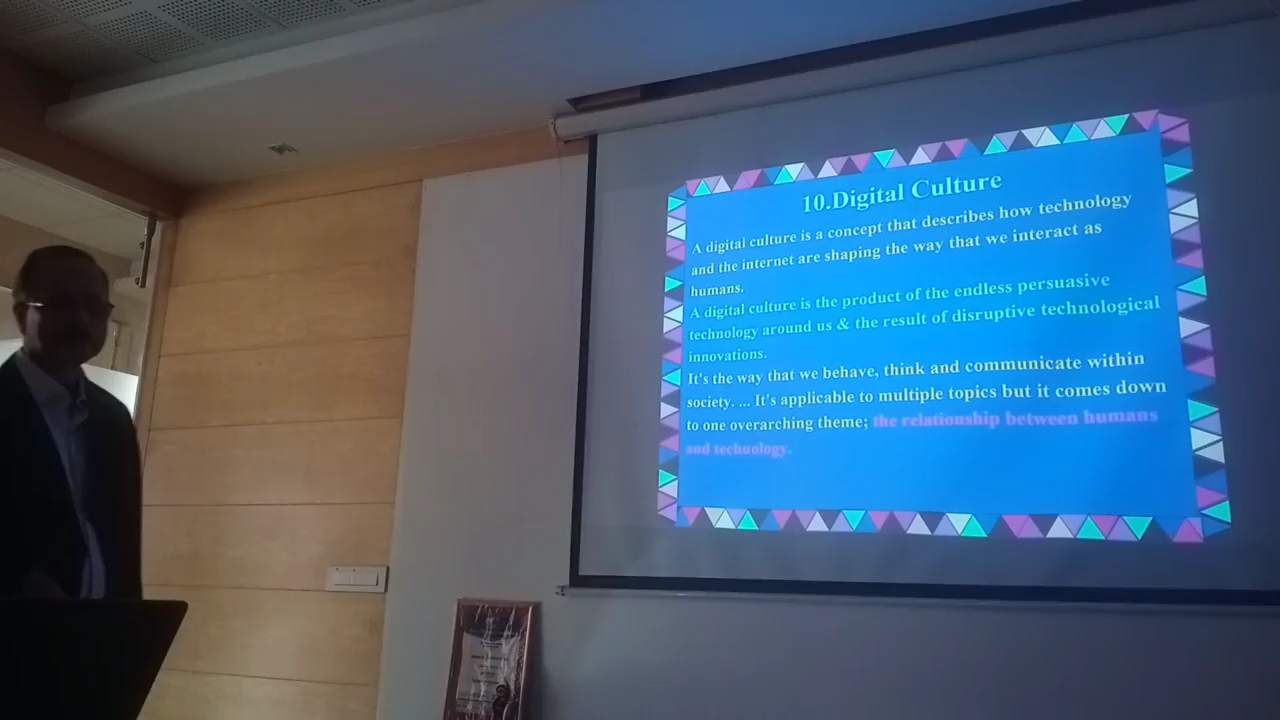 10.Digital Culture
A digital culture is a concept that describes how technology
and the internet are shaping the way that we interact as
humans.
A digital culture is the product of the endless persuasive
technology around us & the result of disruptive technological
innovations.
It's the way that we behave, think and communicate within
society. ... It's applicable to multiple topics but it comes down
to one overarching theme; the relationship between humans
and technology.